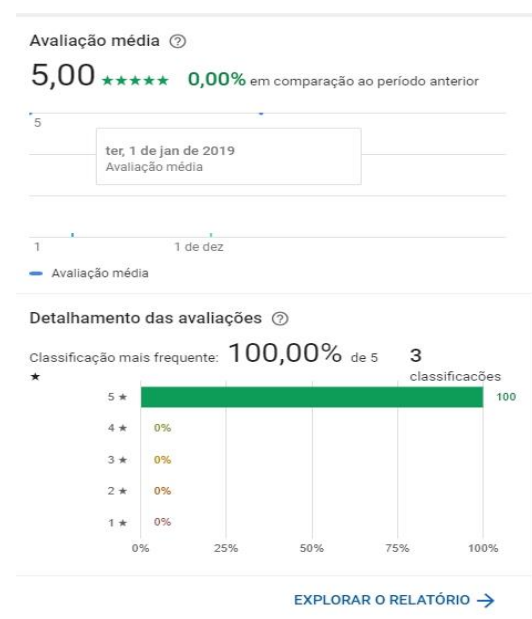 Avaliação média ?
5,00 ★★★★★ 0,00% em comparação ao período anterior
5
ter, 1 de jan de 2019
Avaliação média
1 1 de dez
Avaliação média
Detalhamento das avaliações ?
Classificação mais frequente: 100,00% de 5 3
★ classificacões
5 ★ 100
4 ★ 0%
3 ★ 0%
2 ★ 0%
1 ★ 0%
0% 25% 50% 75% 100%
EXPLORAR O RELATÓRIO →